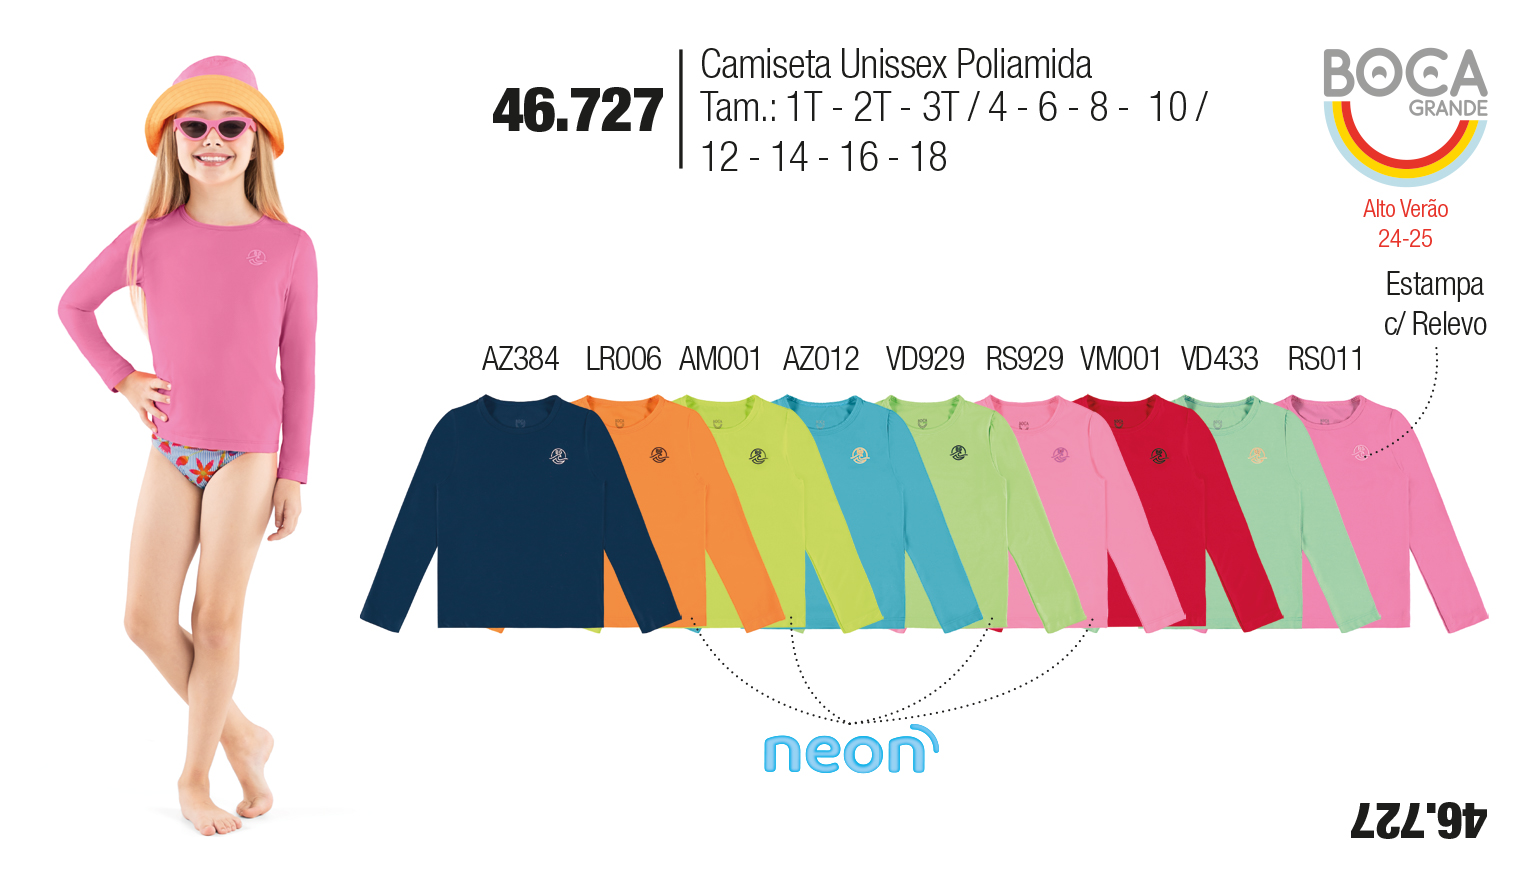 46.727
Camiseta Unissex Poliamida
Tam.: 1T - 2T - 3T / 4 - 6 - 8 - 10 /
12 - 14 - 16 - 18
BOCA
GRANDE
Alto Verão
24-25
Estampa
c/ Relevo
AZ384 LR006 AM001 AZ012 VD929 RS929 VM001 VD433 RS011
neon
46.727